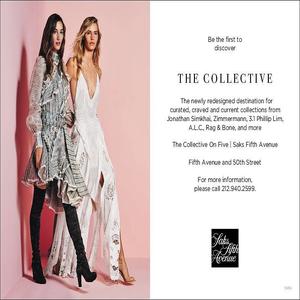 Be the first to
discover
THE COLLECTIVE
The newly redesigned destination for
curated, craved and current collections from
Jonathan Simkhai, Zimmermann, 3.1 Phillip Lim,
A.L.C., Rag & Bone, and more
The Collective On Five | Saks Fifth Avenue
Fifth Avenue and 50th Street
For more information,
please call 212.940.2599.
Saks
Fifth
Avenue